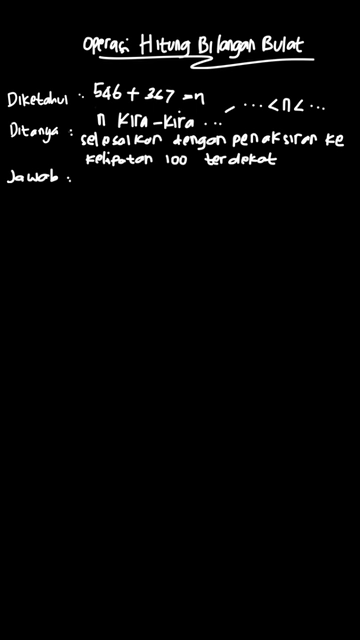 Operasi Hitung Bilangan Bulat
Diketahui : 546 + 367 = n
Ditanya : n kira-kira ... , ... < n < ...
selesaikan dengan penaksiran ke
kelipatan 100 terdekat
Jawab :